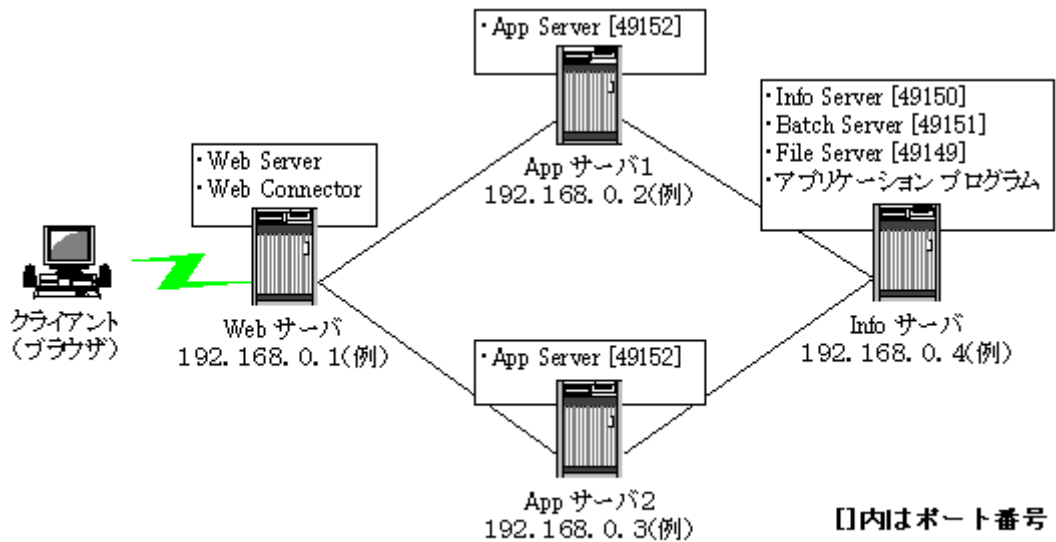 ・App Server [49152]
App サーバ1
192.168.0.2(例)
・Info Server [49150]
・Batch Server [49151]
・File Server [49149]
・アプリケーション プログラム
・Web Server
・Web Connector
クライアント
(ブラウザ)
Web サーバ
192.168.0.1(例)
Info サーバ
192.168.0.4(例)
・App Server [49152]
App サーバ2
192.168.0.3(例)
[]内はポート番号